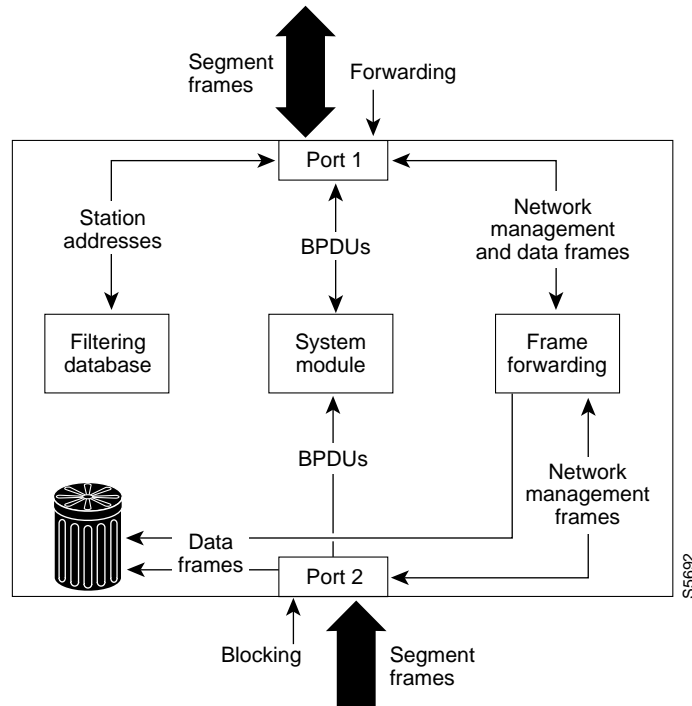 Segment
frames
Forwarding
Port 1
Station
addresses
BPDUs
Network
management
and data frames
Filtering
database
System
module
Frame
forwarding
BPDUs
Network
management
frames
Data
frames
Port 2
Blocking
Segment
frames
S5692